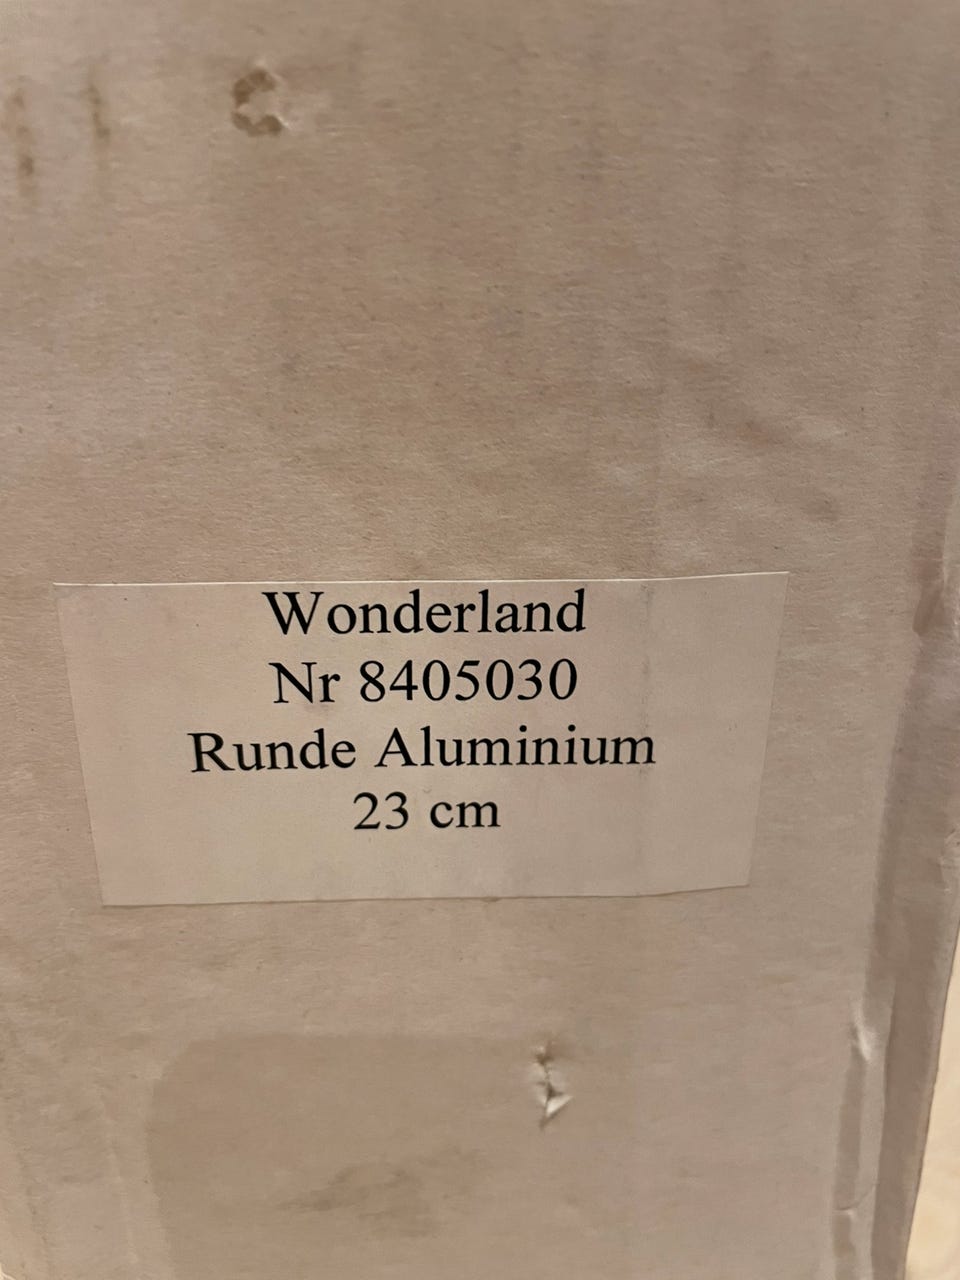 Wonderland
Nr 8405030
Runde Aluminium
23 cm